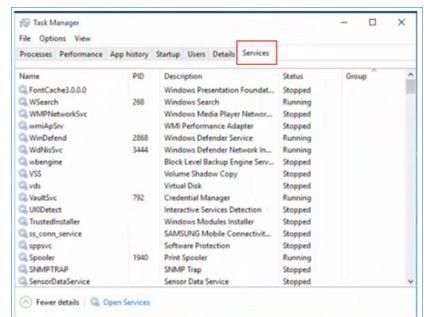 Task Manager
File Options View
Processes Performance App history Startup Users Details Services
Name PID Description Status Group
FontCache3.0.0.0 Windows Presentation Foundat... Stopped
WSearch 268 Windows Search Running
WMPNetworkSvc Windows Media Player Networ... Stopped
wmiApSrv WMI Performance Adapter Stopped
WinDefend 2868 Windows Defender Service Running
WdNisSvc 3444 Windows Defender Network In... Running
wbengine Block Level Backup Engine Serv... Stopped
VSS Volume Shadow Copy Stopped
vds Virtual Disk Stopped
VaultSvc 792 Credential Manager Running
UI0Detect Interactive Services Detection Stopped
TrustedInstaller Windows Modules Installer Stopped
ss_conn_service SAMSUNG Mobile Connectivit... Stopped
sppsvc Software Protection Stopped
Spooler 1940 Print Spooler Running
SNMPTRAP SNMP Trap Stopped
SensorDataService Sensor Data Service Stopped
Fewer details Open Services